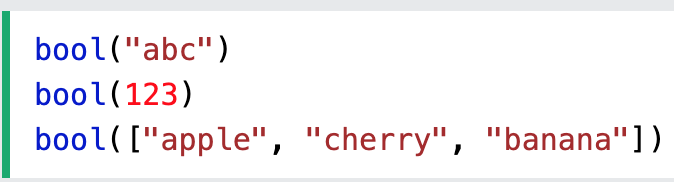 bool("abc")
bool(123)
bool(["apple", "cherry", "banana"])